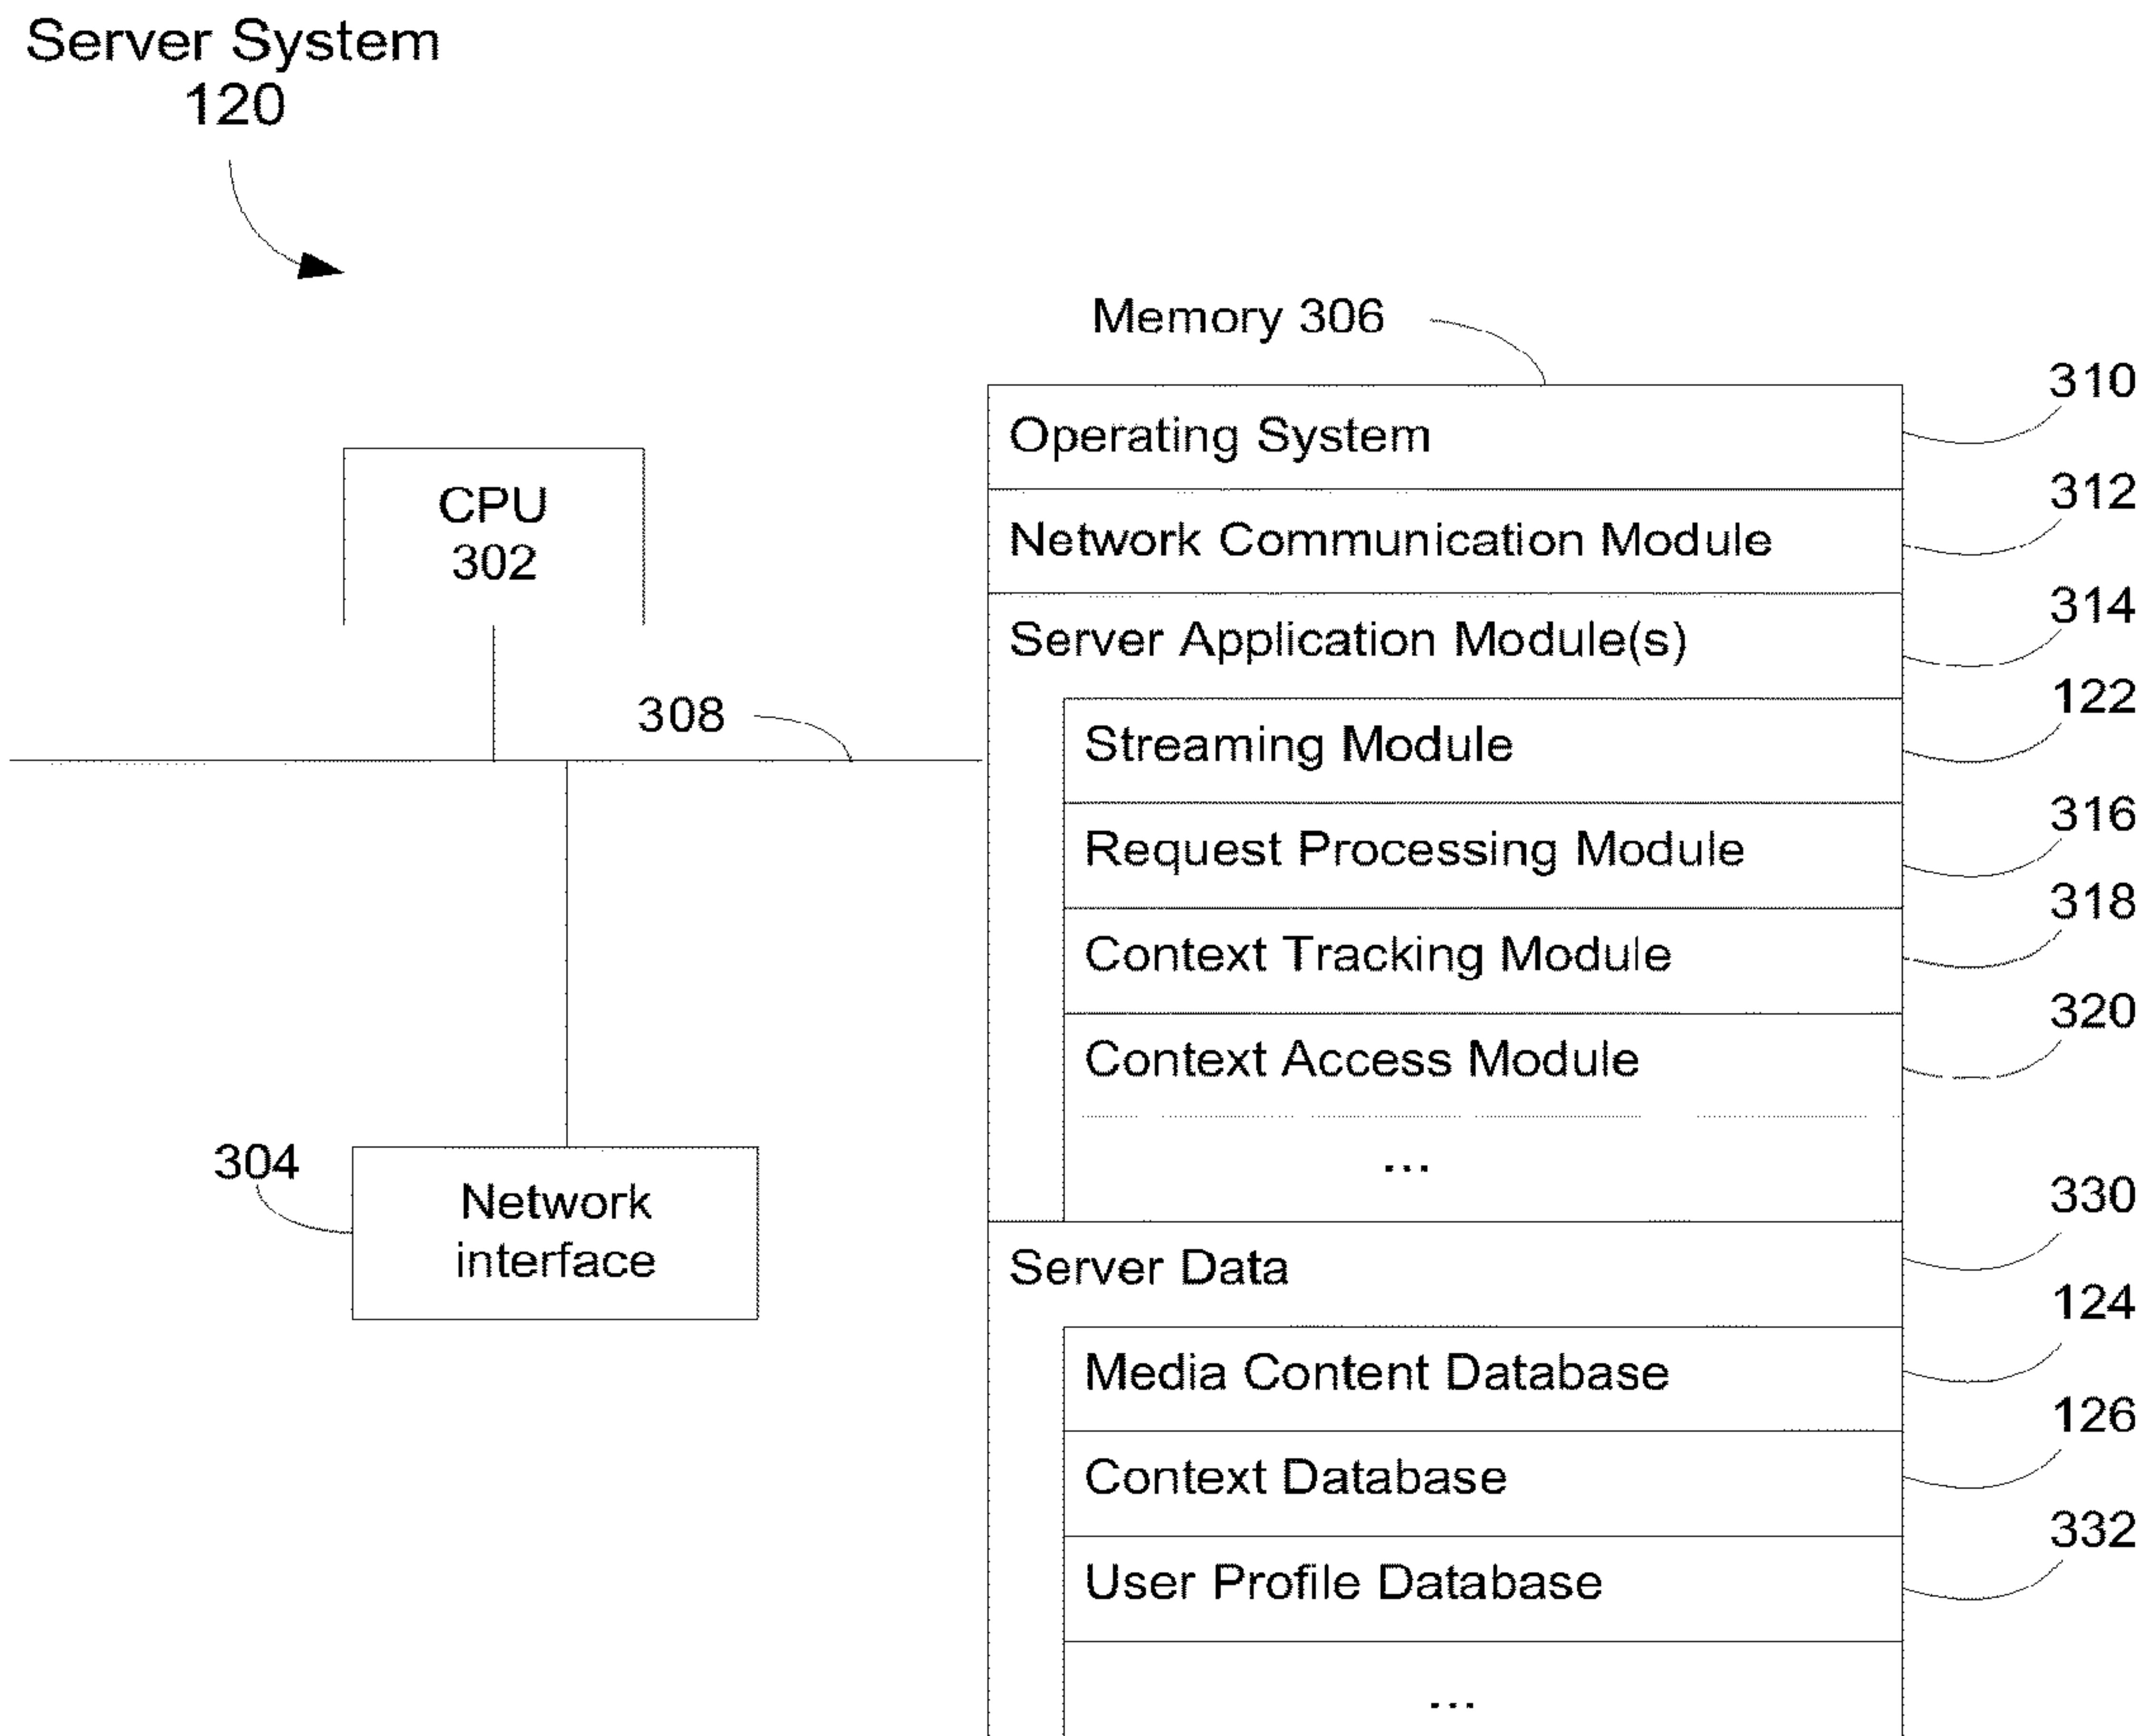 Server System
120
Memory 306
310
Operating System
312
CPU
302
Network Communication Module
314
Server Application Module(s)
308
122
Streaming Module
316
Request Processing Module
318
Context Tracking Module
320
Context Access Module
...
304
Network
interface
330
Server Data
124
Media Content Database
126
Context Database
332
User Profile Database
...